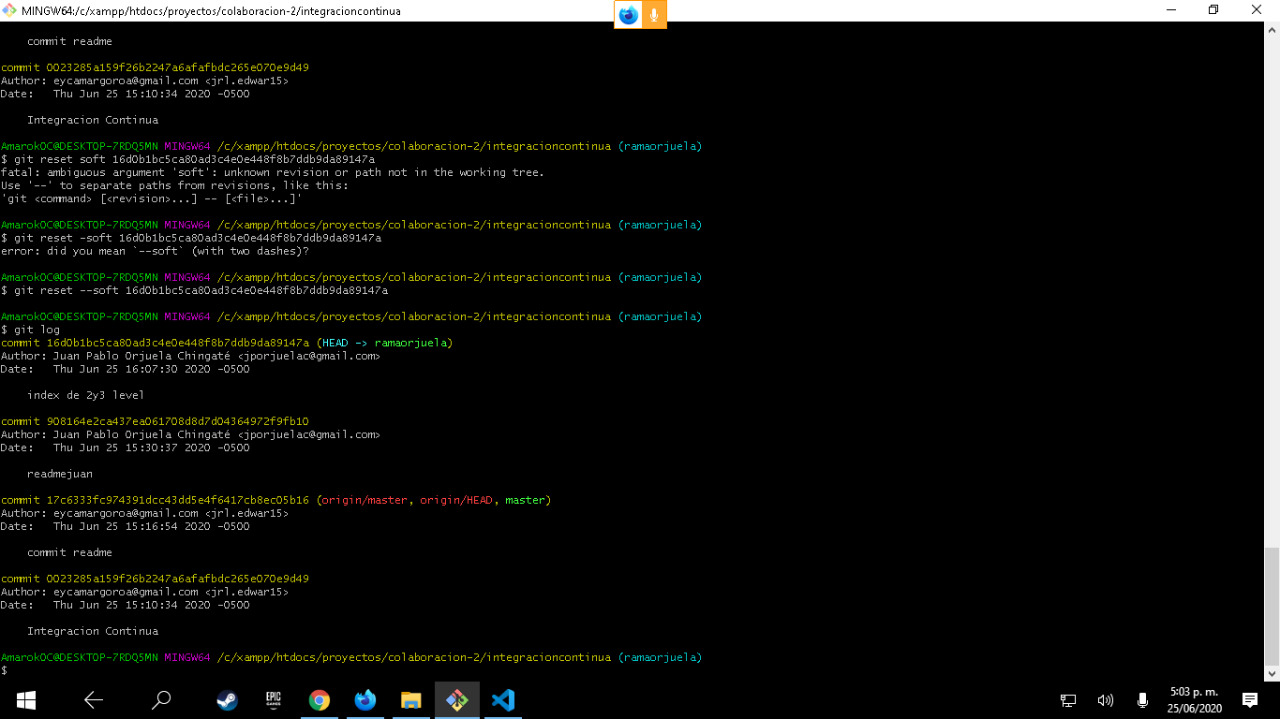 MINGW64:/c/xampp/htdocs/proyectos/colaboracion-2/integracioncontinua
commit readme
commit 0023285a159f26b2247a6afafbdc265e070e9d49
Author: eycamargoroa@gmail.com <jrl.edwar15>
Date:   Thu Jun 25 15:10:34 2020 -0500
Integracion Continua
AmarokOC@DESKTOP-7RDQ5MN MINGW64 /c/xampp/htdocs/proyectos/colaboracion-2/integracioncontinua (ramaorjuela)
$ git reset soft 16d0b1bc5ca80ad3c4e0e448f8b7ddb9da89147a
fatal: ambiguous argument 'soft': unknown revision or path not in the working tree.
Use '--' to separate paths from revisions, like this:
'git <command> [<revision>...] -- [<file>...]'
AmarokOC@DESKTOP-7RDQ5MN MINGW64 /c/xampp/htdocs/proyectos/colaboracion-2/integracioncontinua (ramaorjuela)
$ git reset -soft 16d0b1bc5ca80ad3c4e0e448f8b7ddb9da89147a
error: did you mean `--soft` (with two dashes)?
AmarokOC@DESKTOP-7RDQ5MN MINGW64 /c/xampp/htdocs/proyectos/colaboracion-2/integracioncontinua (ramaorjuela)
$ git reset --soft 16d0b1bc5ca80ad3c4e0e448f8b7ddb9da89147a
AmarokOC@DESKTOP-7RDQ5MN MINGW64 /c/xampp/htdocs/proyectos/colaboracion-2/integracioncontinua (ramaorjuela)
$ git log
commit 16d0b1bc5ca80ad3c4e0e448f8b7ddb9da89147a (HEAD -> ramaorjuela)
Author: Juan Pablo Orjuela Chingaté <jporjuelac@gmail.com>
Date:   Thu Jun 25 16:07:30 2020 -0500
index de 2y3 level
commit 908164e2ca437ea061708d8d7d04364972f9fb10
Author: Juan Pablo Orjuela Chingaté <jporjuelac@gmail.com>
Date:   Thu Jun 25 15:30:37 2020 -0500
readmejuan
commit 17c6333fc974391dcc43dd5e4f6417cb8ec05b16 (origin/master, origin/HEAD, master)
Author: eycamargoroa@gmail.com <jrl.edwar15>
Date:   Thu Jun 25 15:16:54 2020 -0500
commit readme
commit 0023285a159f26b2247a6afafbdc265e070e9d49
Author: eycamargoroa@gmail.com <jrl.edwar15>
Date:   Thu Jun 25 15:10:34 2020 -0500
Integracion Continua
AmarokOC@DESKTOP-7RDQ5MN MINGW64 /c/xampp/htdocs/proyectos/colaboracion-2/integracioncontinua (ramaorjuela)
$
EPIC
GAMES
5:03 p. m.
25/06/2020